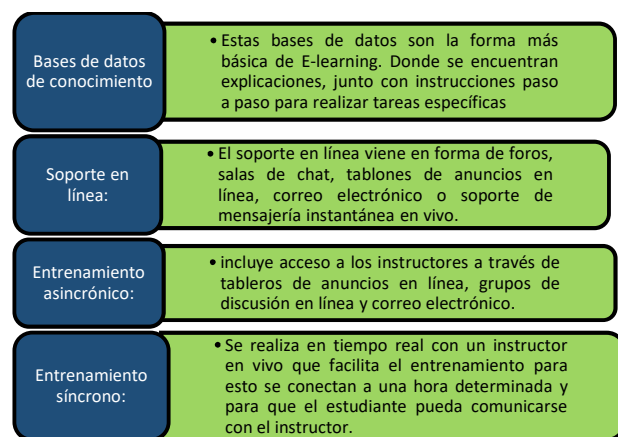 Bases de datos
de conocimiento
• Estas bases de datos son la forma más
básica de E-learning. Donde se encuentran
explicaciones, junto con instrucciones paso
a paso para realizar tareas específicas
Soporte en
línea:
• El soporte en línea viene en forma de foros,
salas de chat, tablones de anuncios en
línea, correo electrónico o soporte de
mensajería instantánea en vivo.
Entrenamiento
asincrónico:
• incluye acceso a los instructores a través de
tableros de anuncios en línea, grupos de
discusión en línea y correo electrónico.
Entrenamiento
síncrono:
• Se realiza en tiempo real con un instructor
en vivo que facilita el entrenamiento para
esto se conectan a una hora determinada y
para que el estudiante pueda comunicarse
con el instructor.